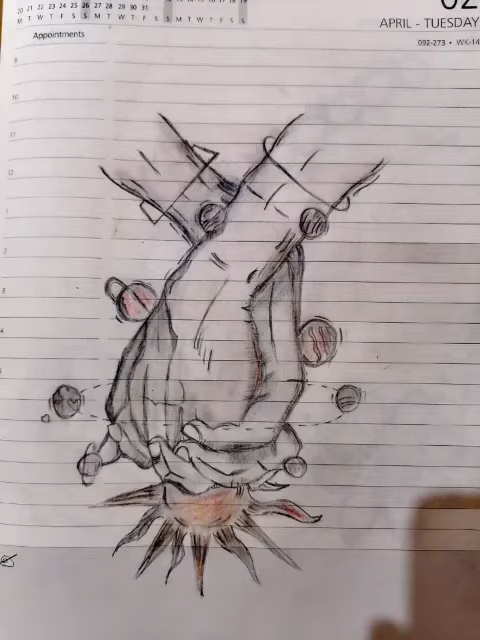 02
20 21 22 23 24 25 26 27 28 29 30 31
M T W T F S S M T W T F S S M T W T F S S
APRIL - TUESDAY
Appointments
092-273 • WK-14
9
10
11
12
1
2
3
4
5